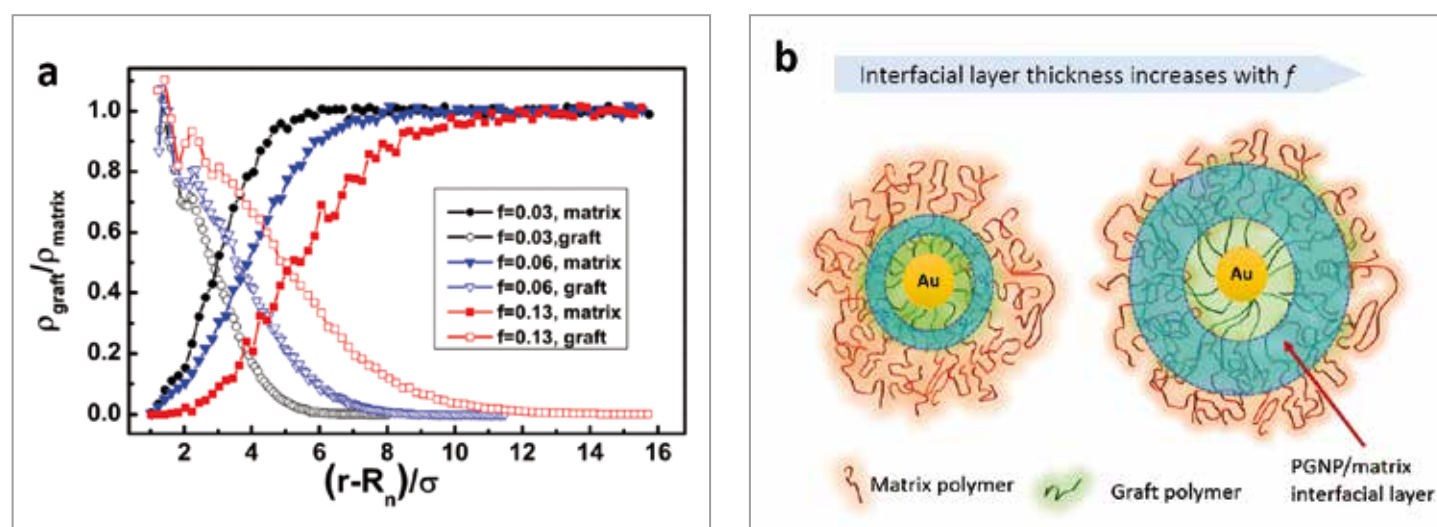 a
ρgraft/ρmatrix
1.0
0.8
0.6
0.4
0.2
0.0
f=0.03, matrix
f=0.03,graft
f=0.06, matrix
f=0.06, graft
f=0.13, matrix
f=0.13, graft
2 4 6 8 10 12 14 16
(r-Rn)/σ
b
Interfacial layer thickness increases with f
Au
Au
Matrix polymer
Graft polymer
PGNP/matrix
interfacial layer